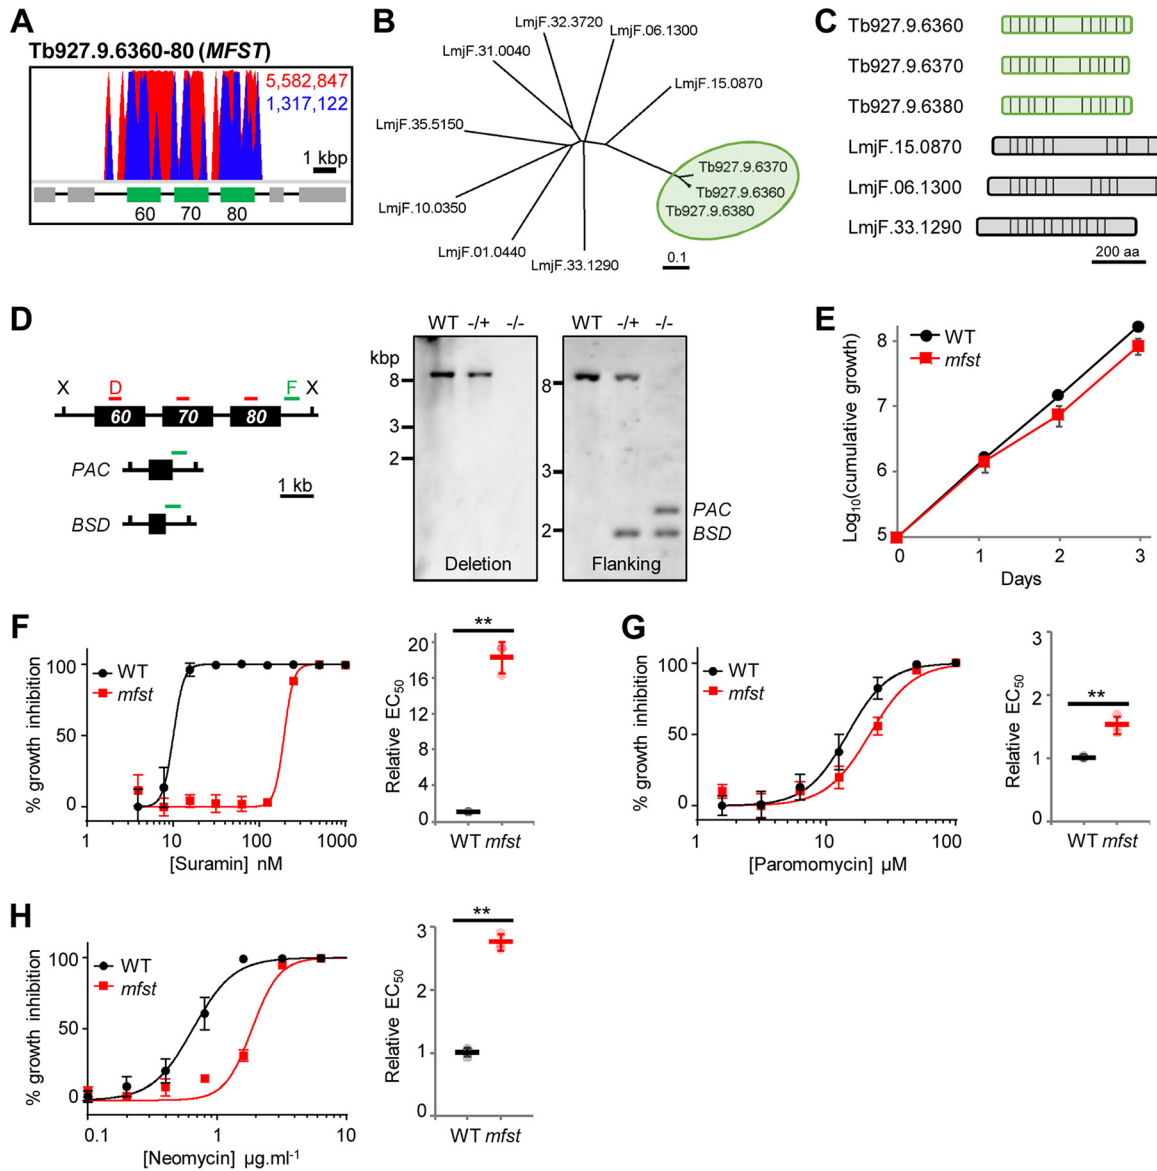 A
Tb927.9.6360-80 (MFST)
5,582,847
1,317,122
1 kbp
60 70 80
B
LmjF.32.3720
LmjF.06.1300
LmjF.31.0040
LmjF.15.0870
LmjF.35.5150
Tb927.9.6370
Tb927.9.6360
Tb927.9.6380
LmjF.10.0350
LmjF.01.0440
LmjF.33.1290
0.1
C
Tb927.9.6360
Tb927.9.6370
Tb927.9.6380
LmjF.15.0870
LmjF.06.1300
LmjF.33.1290
200 aa
D
X D F X
60 70 80
PAC
1 kb
BSD
WT -/+ -/-
kbp
8
3
2
Deletion
WT -/+ -/-
8
3
2
PAC
BSD
Flanking
E
WT
mfst
Log10(cumulative growth)
8
7
6
5
0 1 2 3
Days
F
WT
mfst
% growth inhibition
100
50
0
1 10 100 1000
[Suramin] nM
**
Relative EC50
20
16
12
8
4
0
WT mfst
G
WT
mfst
% growth inhibition
100
50
0
1 10 100
[Paromomycin] µM
**
Relative EC50
3
2
1
0
WT mfst
H
WT
mfst
% growth inhibition
100
50
0
0.1 1 10
[Neomycin] µg.ml-1
**
Relative EC50
3
2
1
0
WT mfst